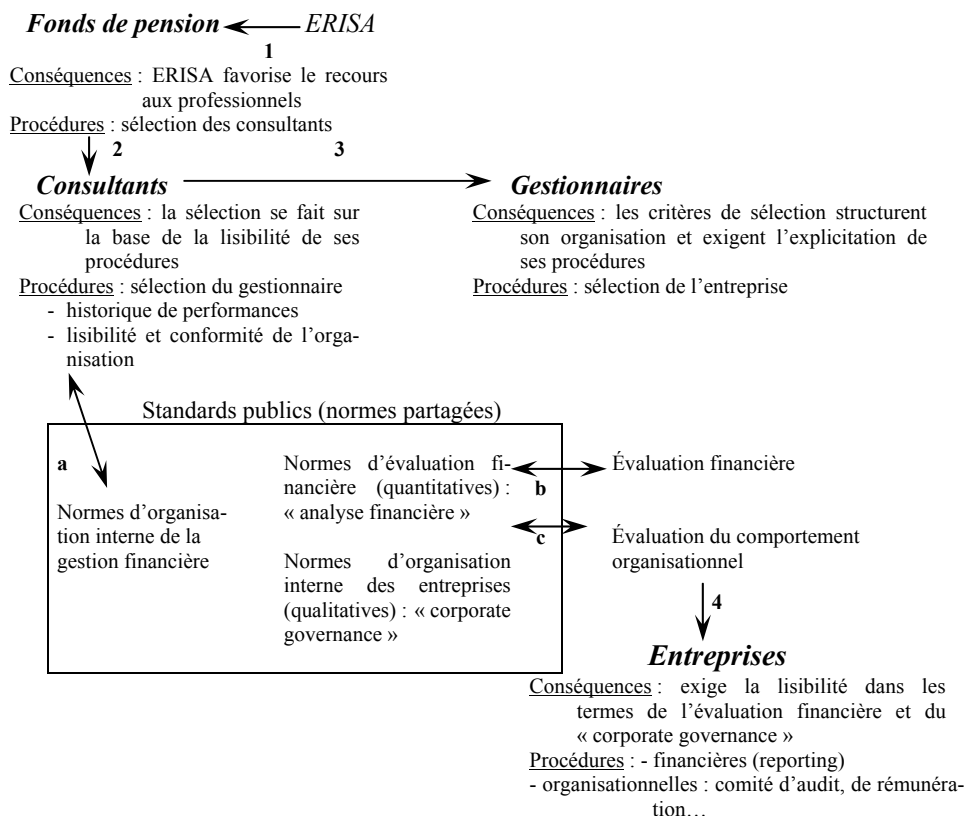 Fonds de pension ERISA
1
Conséquences : ERISA favorise le recours
aux professionnels
Procédures : sélection des consultants
2 3
Consultants
Conséquences : la sélection se fait sur
la base de la lisibilité de ses
procédures
Procédures : sélection du gestionnaire
- historique de performances
- lisibilité et conformité de l'orga-
nisation
Gestionnaires
Conséquences : les critères de sélection structurent
son organisation et exigent l'explicitation de
ses procédures
Procédures : sélection de l'entreprise
Standards publics (normes partagées)
a
Normes d'organisa-
tion interne de la
gestion financière
Normes d'évaluation fi-
nancière (quantitatives) :
« analyse financière »
Normes d'organisation
interne des entreprises
(qualitatives) : « corporate
governance »
b
c
Évaluation financière
Évaluation du comportement
organisationnel
4
Entreprises
Conséquences : exige la lisibilité dans les
termes de l'évaluation financière et du
« corporate governance »
Procédures : - financières (reporting)
- organisationnelles : comité d'audit, de rémunéra-
tion…